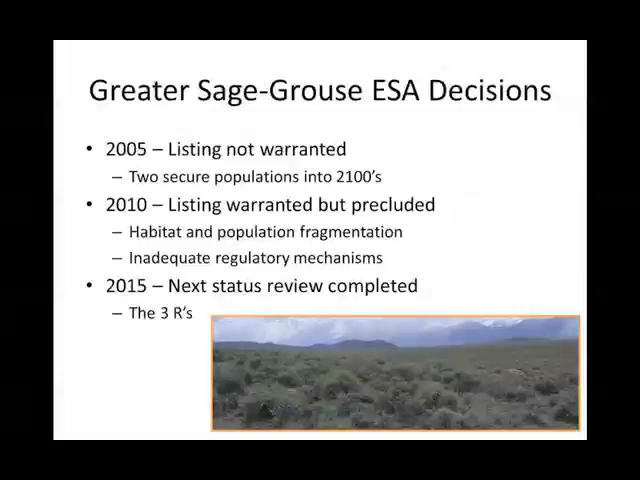 Greater Sage-Grouse ESA Decisions
• 2005 – Listing not warranted
– Two secure populations into 2100's
• 2010 – Listing warranted but precluded
– Habitat and population fragmentation
– Inadequate regulatory mechanisms
• 2015 – Next status review completed
– The 3 R's